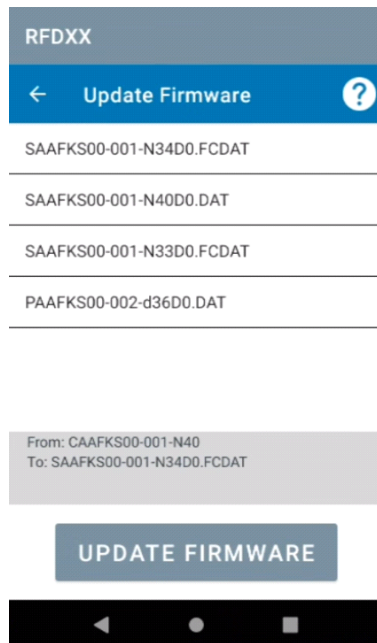 RFDXX
Update Firmware ?
SAAFKS00-001-N34D0.FCDAT
SAAFKS00-001-N40D0.DAT
SAAFKS00-001-N33D0.FCDAT
PAAFKS00-002-d36D0.DAT
From: CAAFKS00-001-N40
To: SAAFKS00-001-N34D0.FCDAT
UPDATE FIRMWARE